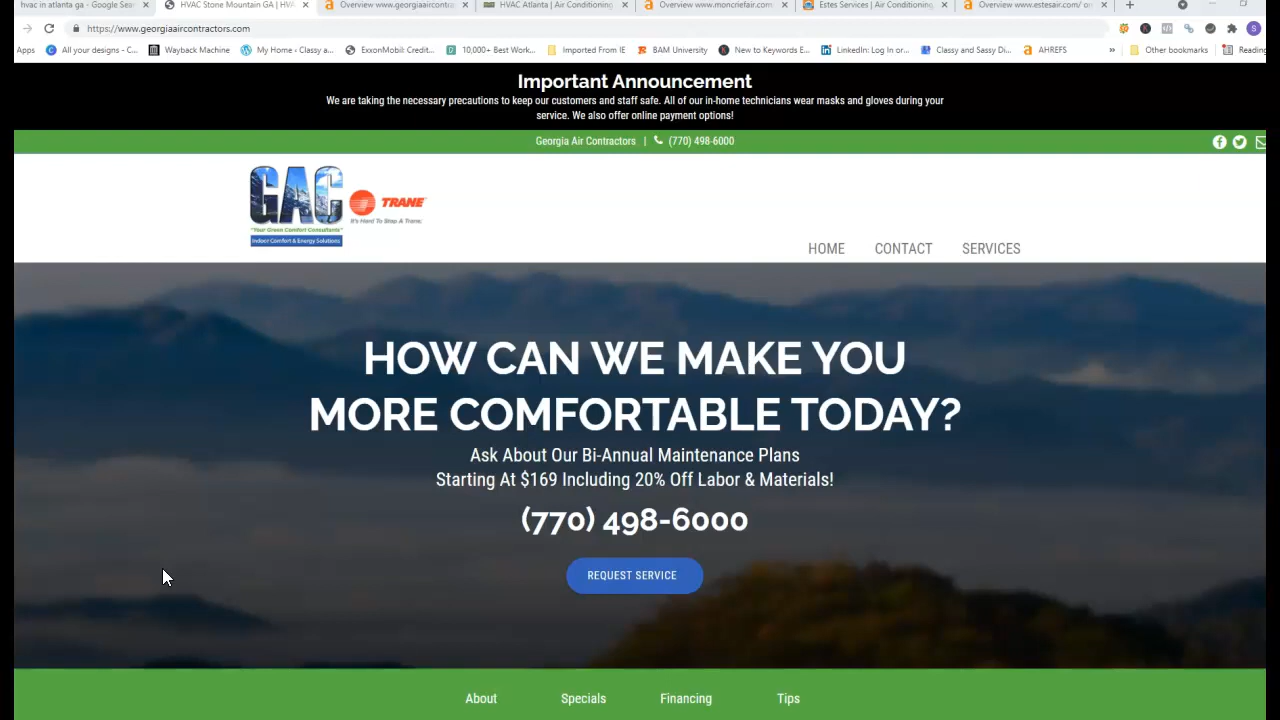 hvac in atlanta ga - Google Sear
HVAC Stone Mountain GA | HVA
Overview www.georgiaaircontra
HVAC Atlanta | Air Conditioning
Overview www.moncriefair.com
Estes Services | Air Conditioning
Overview www.estesair.com/ on
https://www.georgiaaircontractors.com
Apps
All your designs - C...
Wayback Machine
My Home ‹ Classy a...
ExxonMobil: Credit...
10,000+ Best Work...
Imported From IE
BAM University
New to Keywords E...
LinkedIn: Log In or...
Classy and Sassy Di...
AHREFS
»
Other bookmarks
Reading
Important Announcement
We are taking the necessary precautions to keep our customers and staff safe. All of our in-home technicians wear masks and gloves during your
service. We also offer online payment options!
Georgia Air Contractors | (770) 498-6000
GAC
"Your Green Comfort Consultants"
Indoor Comfort & Energy Solutions
TRANE
It's Hard To Stop A Trane.
HOME
CONTACT
SERVICES
HOW CAN WE MAKE YOU
MORE COMFORTABLE TODAY?
Ask About Our Bi-Annual Maintenance Plans
Starting At $169 Including 20% Off Labor & Materials!
(770) 498-6000
REQUEST SERVICE
About
Specials
Financing
Tips